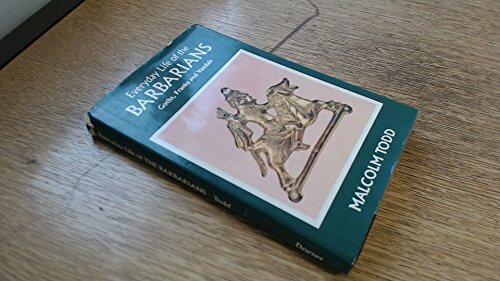 Everyday Life of the
BARBARIANS
Goths, Franks and Vandals
MALCOLM TODD
Everyday Life of THE BARBARIANS
Todd
Dorset